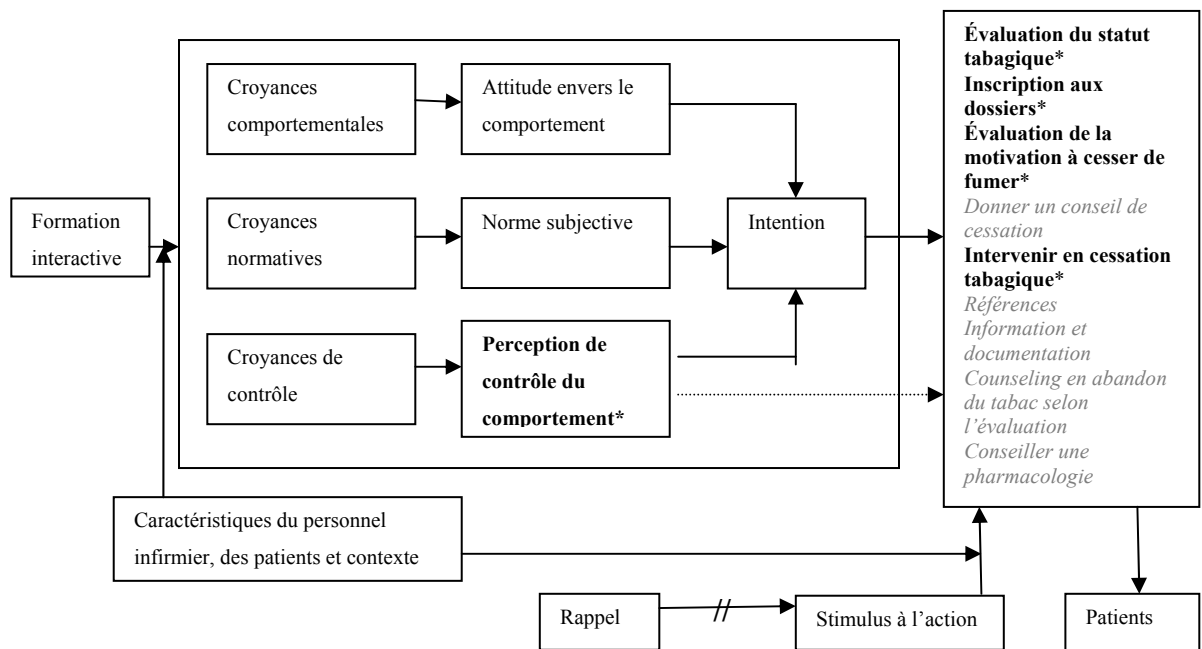 Formation
interactive
Croyances
comportementales
Attitude envers le
comportement
Croyances
normatives
Norme subjective
Intention
Croyances de
contrôle
Perception de
contrôle du
comportement*
Évaluation du statut
tabagique*
Inscription aux
dossiers*
Évaluation de la
motivation à cesser de
fumer*
Donner un conseil de
cessation
Intervenir en cessation
tabagique*
Références
Information et
documentation
Counseling en abandon
du tabac selon
l’évaluation
Conseiller une
pharmacologie
Caractéristiques du personnel
infirmier, des patients et contexte
Rappel
//
Stimulus à l’action
Patients